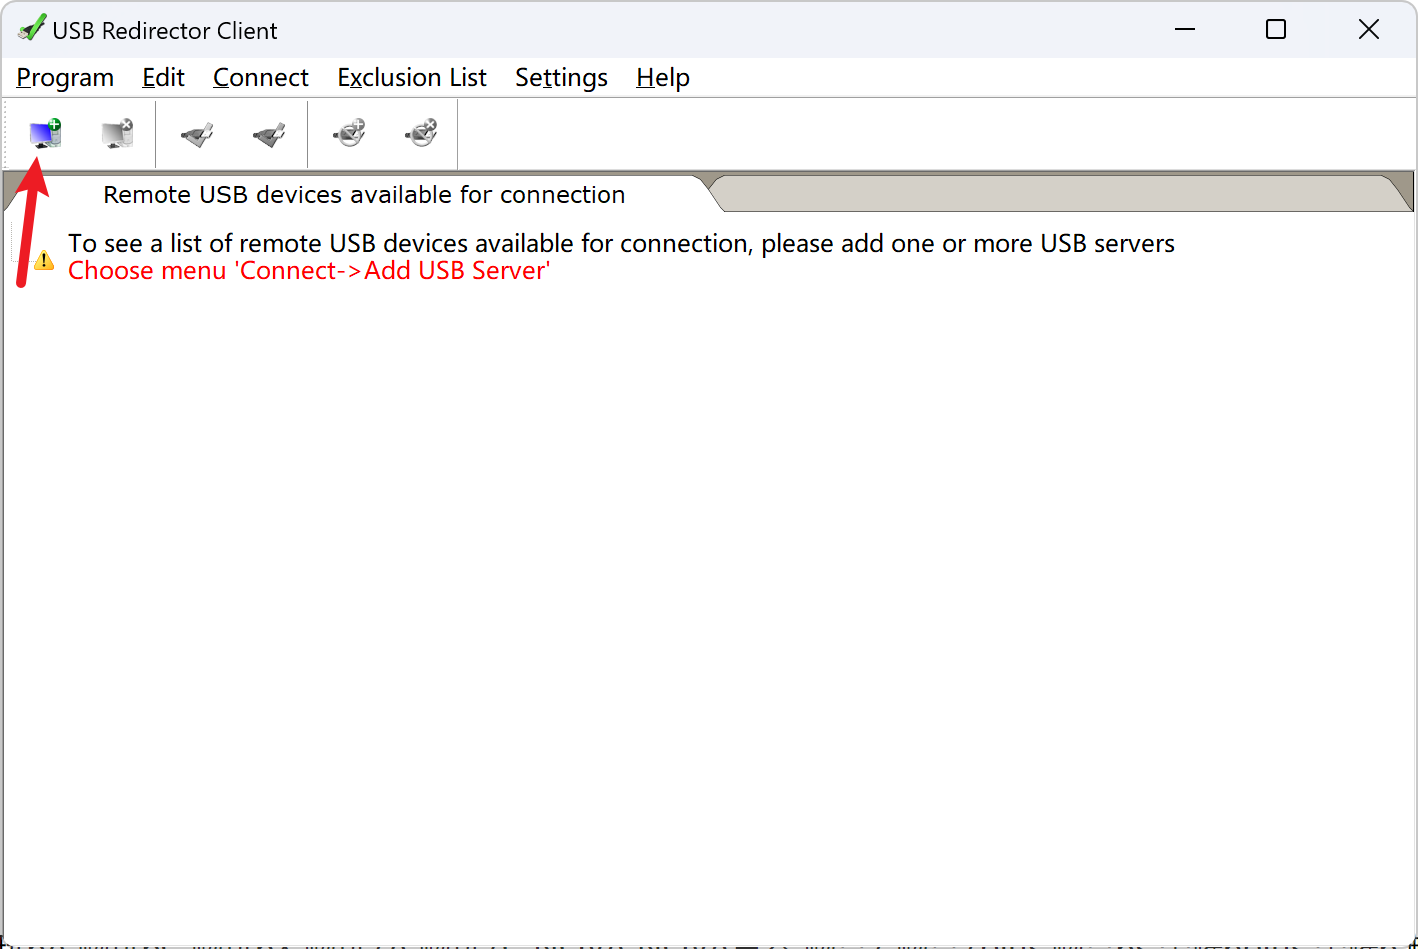 USB Redirector Client
Program Edit Connect Exclusion List Settings Help
Remote USB devices available for connection
To see a list of remote USB devices available for connection, please add one or more USB servers
Choose menu 'Connect->Add USB Server'